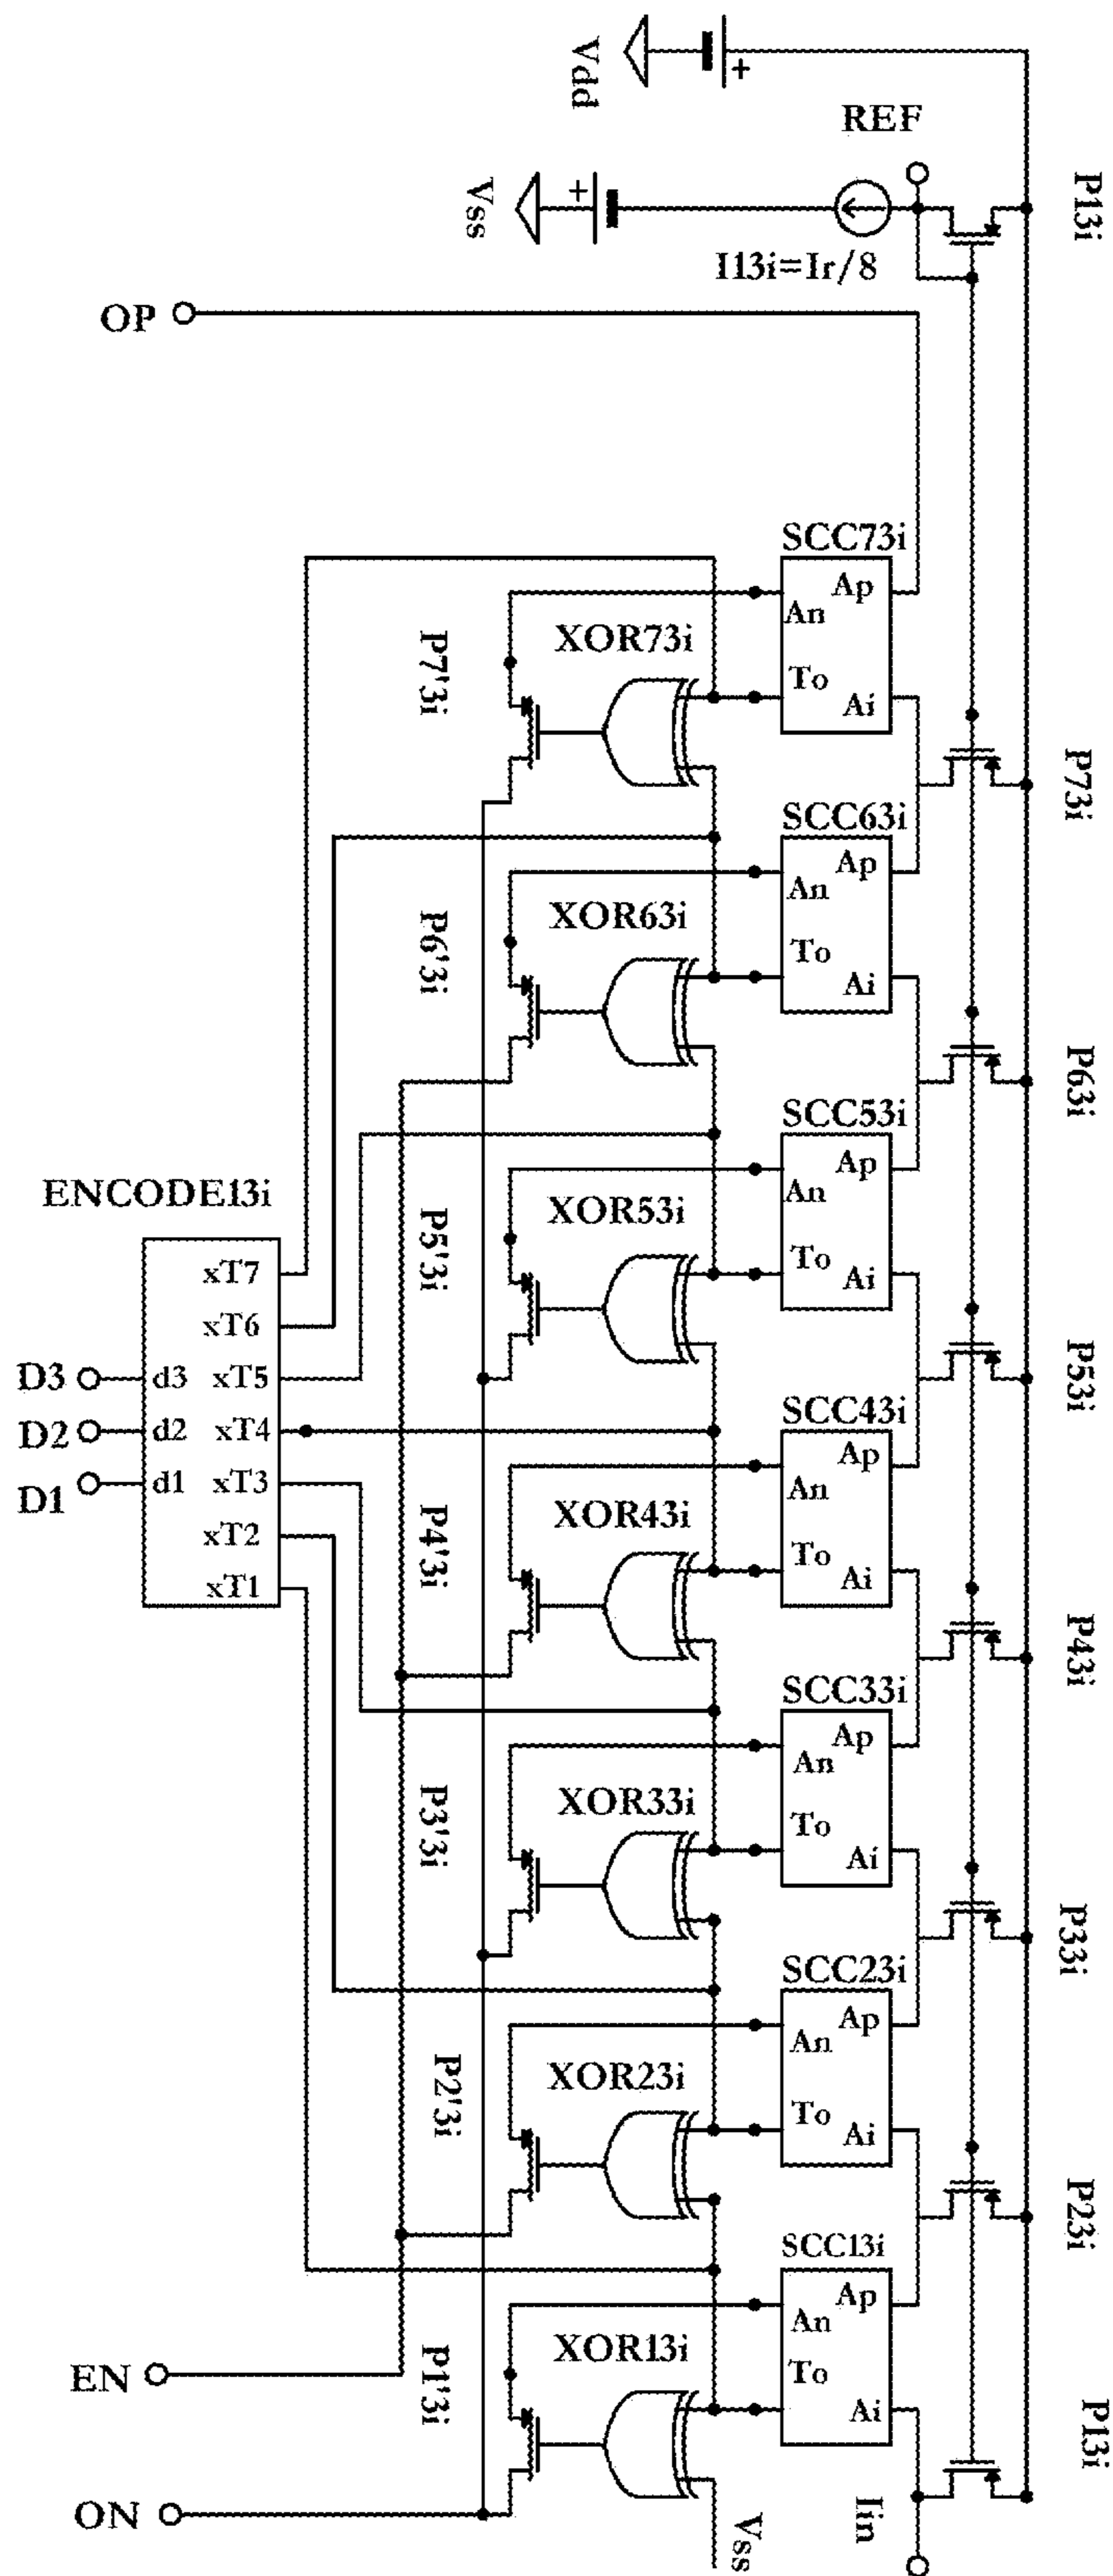 Vdd
+
REF
P13i
Vss
+
I13i=Ir/8
OP
SCC73i
Ap
An
To
Ai
XOR73i
P7'3i
P73i
SCC63i
Ap
An
To
Ai
XOR63i
P6'3i
P63i
SCC53i
Ap
An
To
Ai
XOR53i
P5'3i
P53i
ENCODE13i
xT7
xT6
D3 d3 xT5
D2 d2 xT4
D1 d1 xT3
xT2
xT1
SCC43i
Ap
An
To
Ai
XOR43i
P4'3i
P43i
SCC33i
Ap
An
To
Ai
XOR33i
P3'3i
P33i
SCC23i
Ap
An
To
Ai
XOR23i
P2'3i
P23i
SCC13i
Ap
An
To
Ai
XOR13i
P1'3i
P13i
EN
ON
Vss
Iin